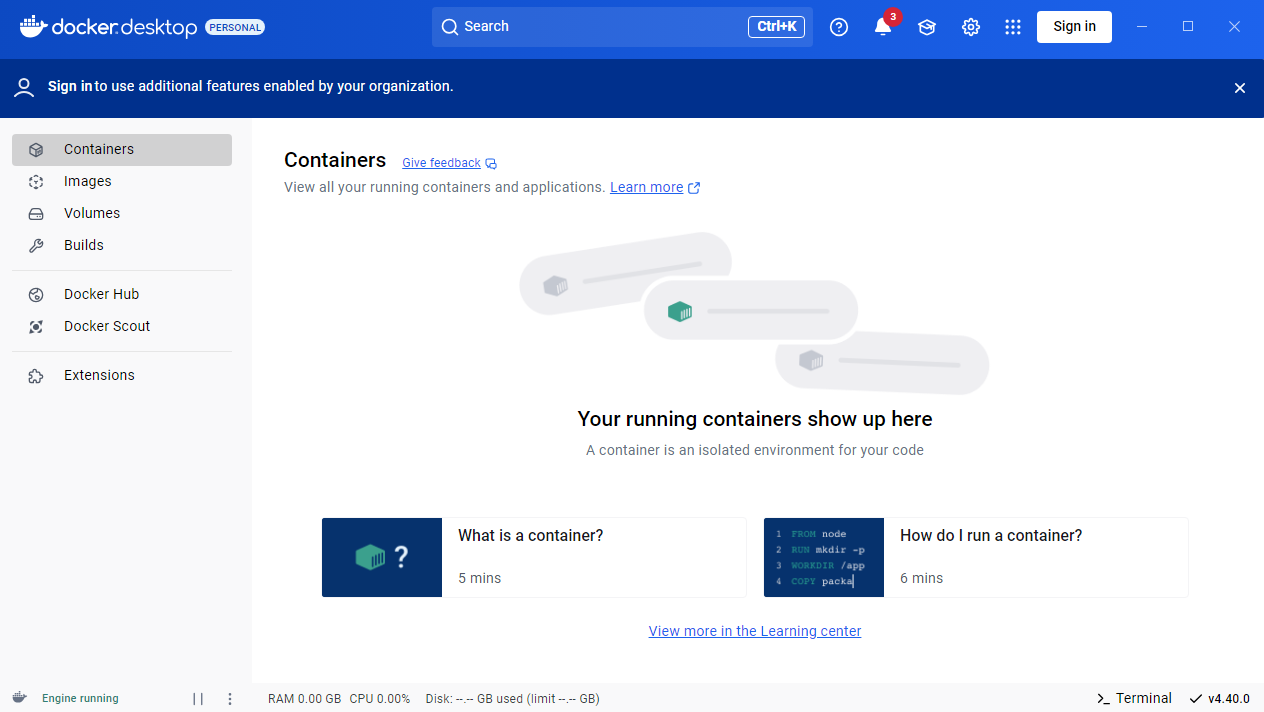 docker desktop PERSONAL
Search Ctrl+K
3
Sign in
Sign in to use additional features enabled by your organization.
Containers
Images
Volumes
Builds
Docker Hub
Docker Scout
Extensions
Containers Give feedback
View all your running containers and applications. Learn more
Your running containers show up here
A container is an isolated environment for your code
?
What is a container?
5 mins
1 FROM node
2 RUN mkdir -p
3 WORKDIR /app
4 COPY packa
How do I run a container?
6 mins
View more in the Learning center
Engine running
RAM 0.00 GB CPU 0.00% Disk: --.-- GB used (limit --.-- GB)
>_ Terminal
v4.40.0